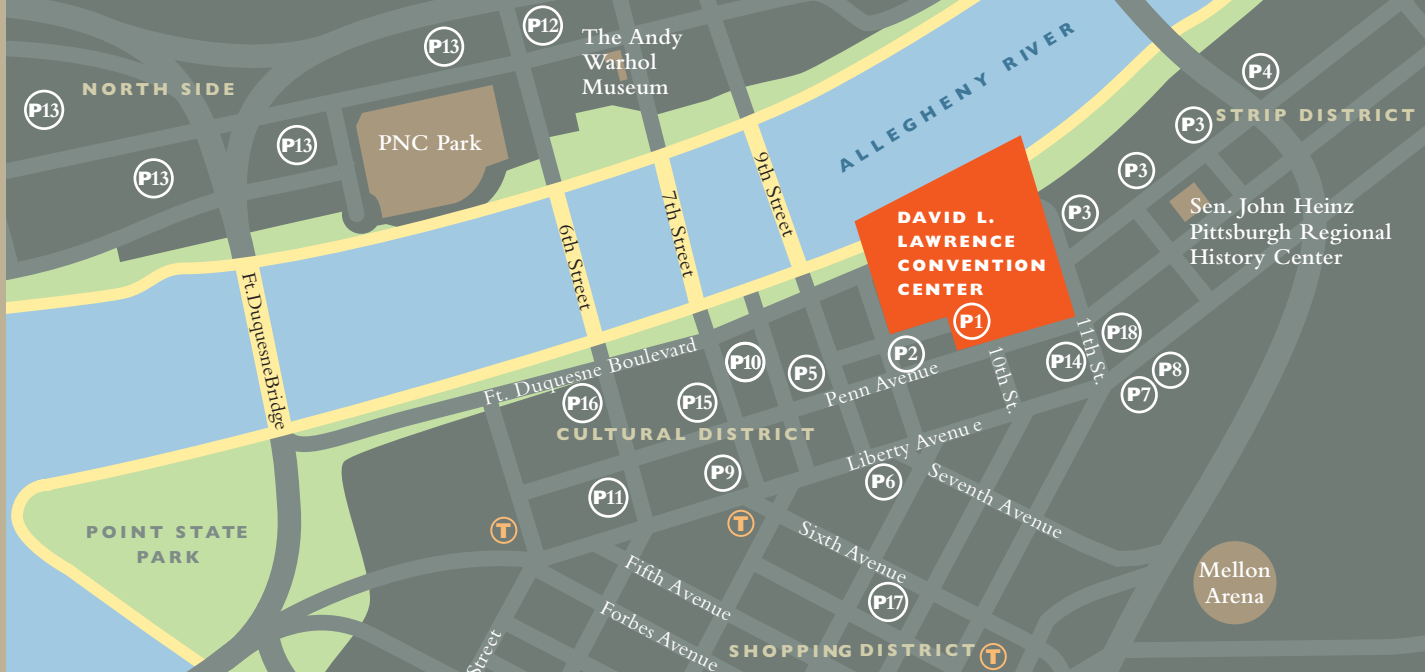 P12
P13
The Andy
Warhol
Museum
ALLEGHENY RIVER
P4
NORTH SIDE
P13
P3
STRIP DISTRICT
P13
PNC Park
P13
9th Street
P3
7th Street
6th Street
P3
Sen. John Heinz
Pittsburgh Regional
History Center
DAVID L.
LAWRENCE
CONVENTION
CENTER
P1
Ft.DuquesneBridge
11th St.
P18
10th St.
P14
P2
P10
P5
Penn Avenue
P8
P7
Ft. Duquesne Boulevard
P16
P15
CULTURAL DISTRICT
Liberty Avenue
P9
P6
P11
Seventh Avenue
T
T
POINT STATE
PARK
Sixth Avenue
Mellon
Arena
Fifth Avenue
P17
Forbes Avenue
Street
SHOPPING DISTRICT
T